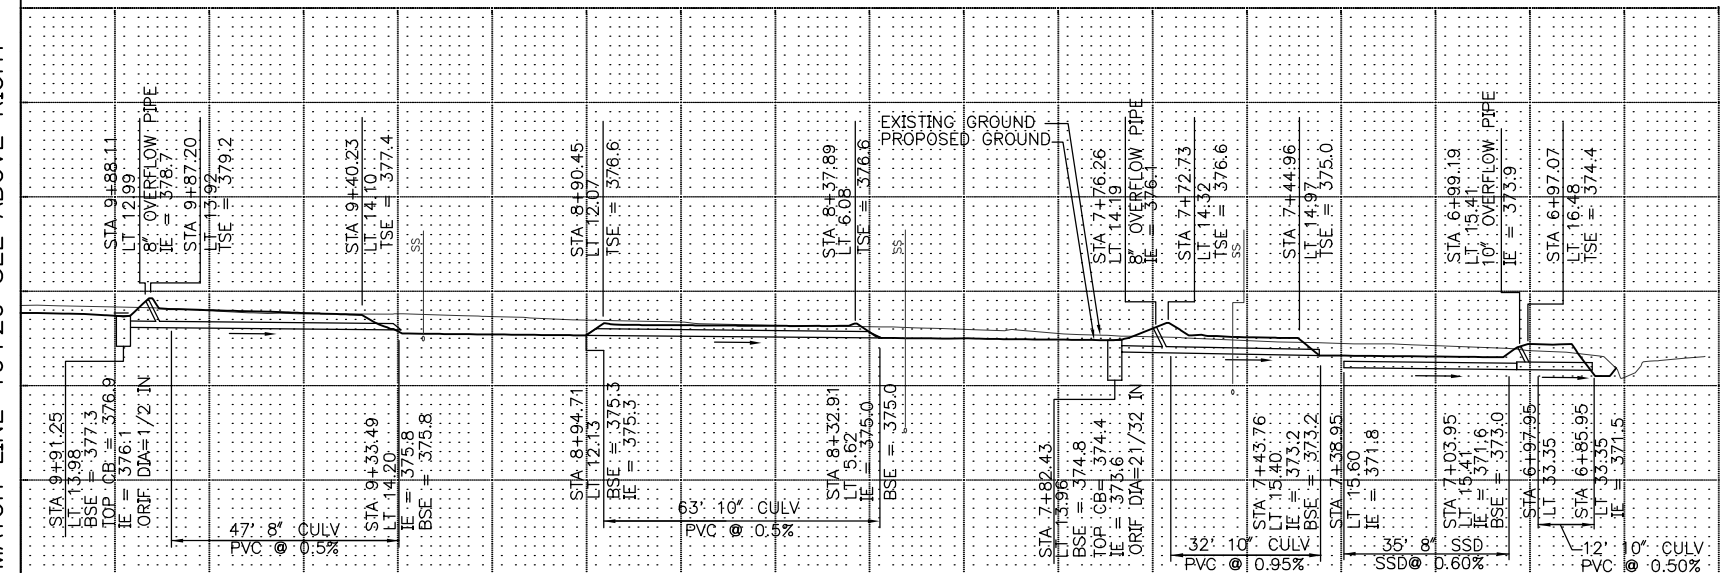 STA 9+88.11
LT 12.99
8" OVERFLOW PIPE
IE = 378.7
STA 9+87.20
LT 13.92
TSE = 379.2
STA 9+40.23
LT 14.10
TSE = 377.4
SS
STA 8+90.45
LT 12.07
TSE = 376.6
STA 8+37.89
LT 6.08
TSE = 376.6
SS
EXISTING GROUND
PROPOSED GROUND
STA 7+76.26
LT 14.19
8" OVERFLOW PIPE
IE = 376.1
STA 7+72.73
LT 14.32
TSE = 376.6
SS
STA 7+44.96
LT 14.97
TSE = 375.0
STA 6+99.19
LT 15.41
10" OVERFLOW PIPE
IE = 373.9
STA 6+97.07
LT 16.48
TSE = 374.4
STA 9+91.25
LT 13.98
BSE = 377.3
TOP CB = 376.9
IE = 376.1
ORIF DIA=1/2 IN
47' 8" CULV
PVC @ 0.5%
STA 9+33.49
LT 14.20
IE = 375.8
BSE = 375.8
STA 8+94.71
LT 12.13
BSE = 375.3
IE = 375.3
63' 10" CULV
PVC @ 0.5%
STA 8+32.91
LT 5.62
IE = 375.0
BSE = 375.0
STA 7+82.43
LT 13.96
BSE = 374.8
TOP CB= 374.4
IE = 373.6
ORIF DIA=21/32 IN
32' 10" CULV
PVC @ 0.95%
STA 7+43.76
LT 15.40
IE = 373.2
BSE = 373.2
STA 7+38.95
LT 15.60
IE = 371.8
35' 8" SSD
SSD@ 0.60%
STA 7+03.95
LT 15.41
IE = 371.6
BSE = 373.0
STA 6+97.95
LT 33.35
STA 6+85.95
LT 33.35
IE = 371.5
12' 10" CULV
PVC @ 0.50%